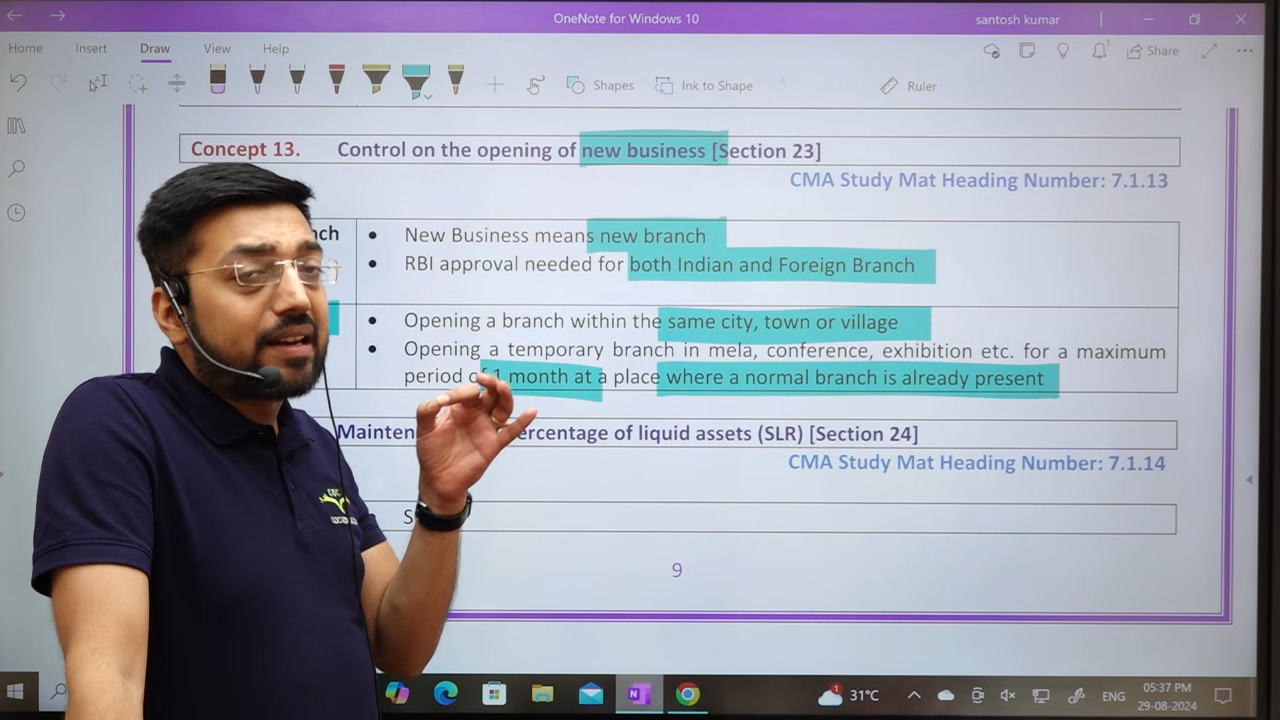 OneNote for Windows 10
santosh kumar
Home Insert Draw View Help
Share
Shapes
Ink to Shape
Ruler
Concept 13. Control on the opening of new business [Section 23]
CMA Study Mat Heading Number: 7.1.13
New Business means new branch
RBI approval needed for both Indian and Foreign Branch
Opening a branch within the same city, town or village
Opening a temporary branch in mela, conference, exhibition etc. for a maximum
period of 1 month at a place where a normal branch is already present
percentage of liquid assets (SLR) [Section 24]
CMA Study Mat Heading Number: 7.1.14
9
31°C
ENG
05:37 PM
29-08-2024